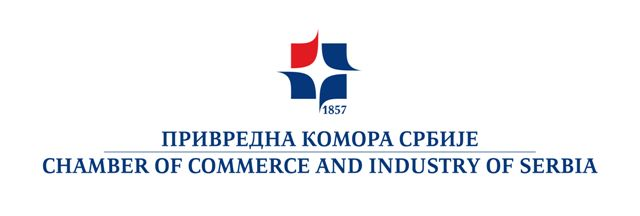 1857
ПРИВРЕДНА КОМОРА СРБИЈЕ
CHAMBER OF COMMERCE AND INDUSTRY OF SERBIA